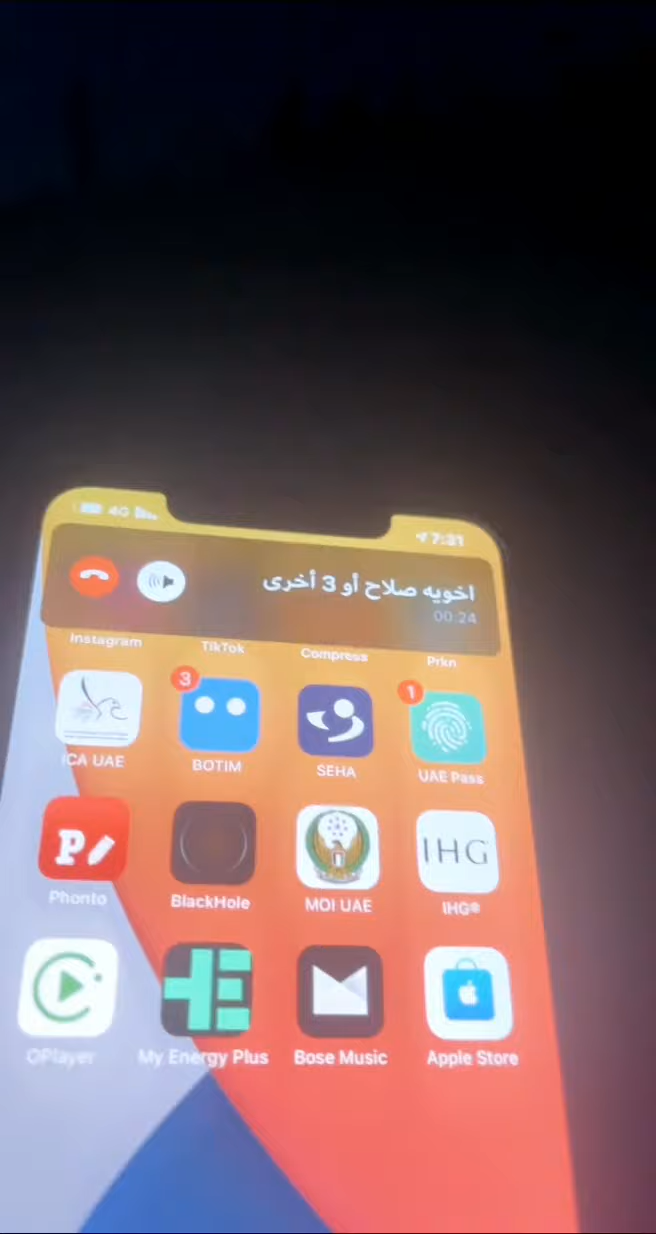 4G
7:31
اخويه صلاح أو 3 أخرى
00:24
Instagram
TikTok
Compress
Prkn
3
1
ICA UAE
BOTIM
SEHA
UAE Pass
P
IHG
Phonto
BlackHole
MOI UAE
IHG®
OPlayer
My Energy Plus
Bose Music
Apple Store